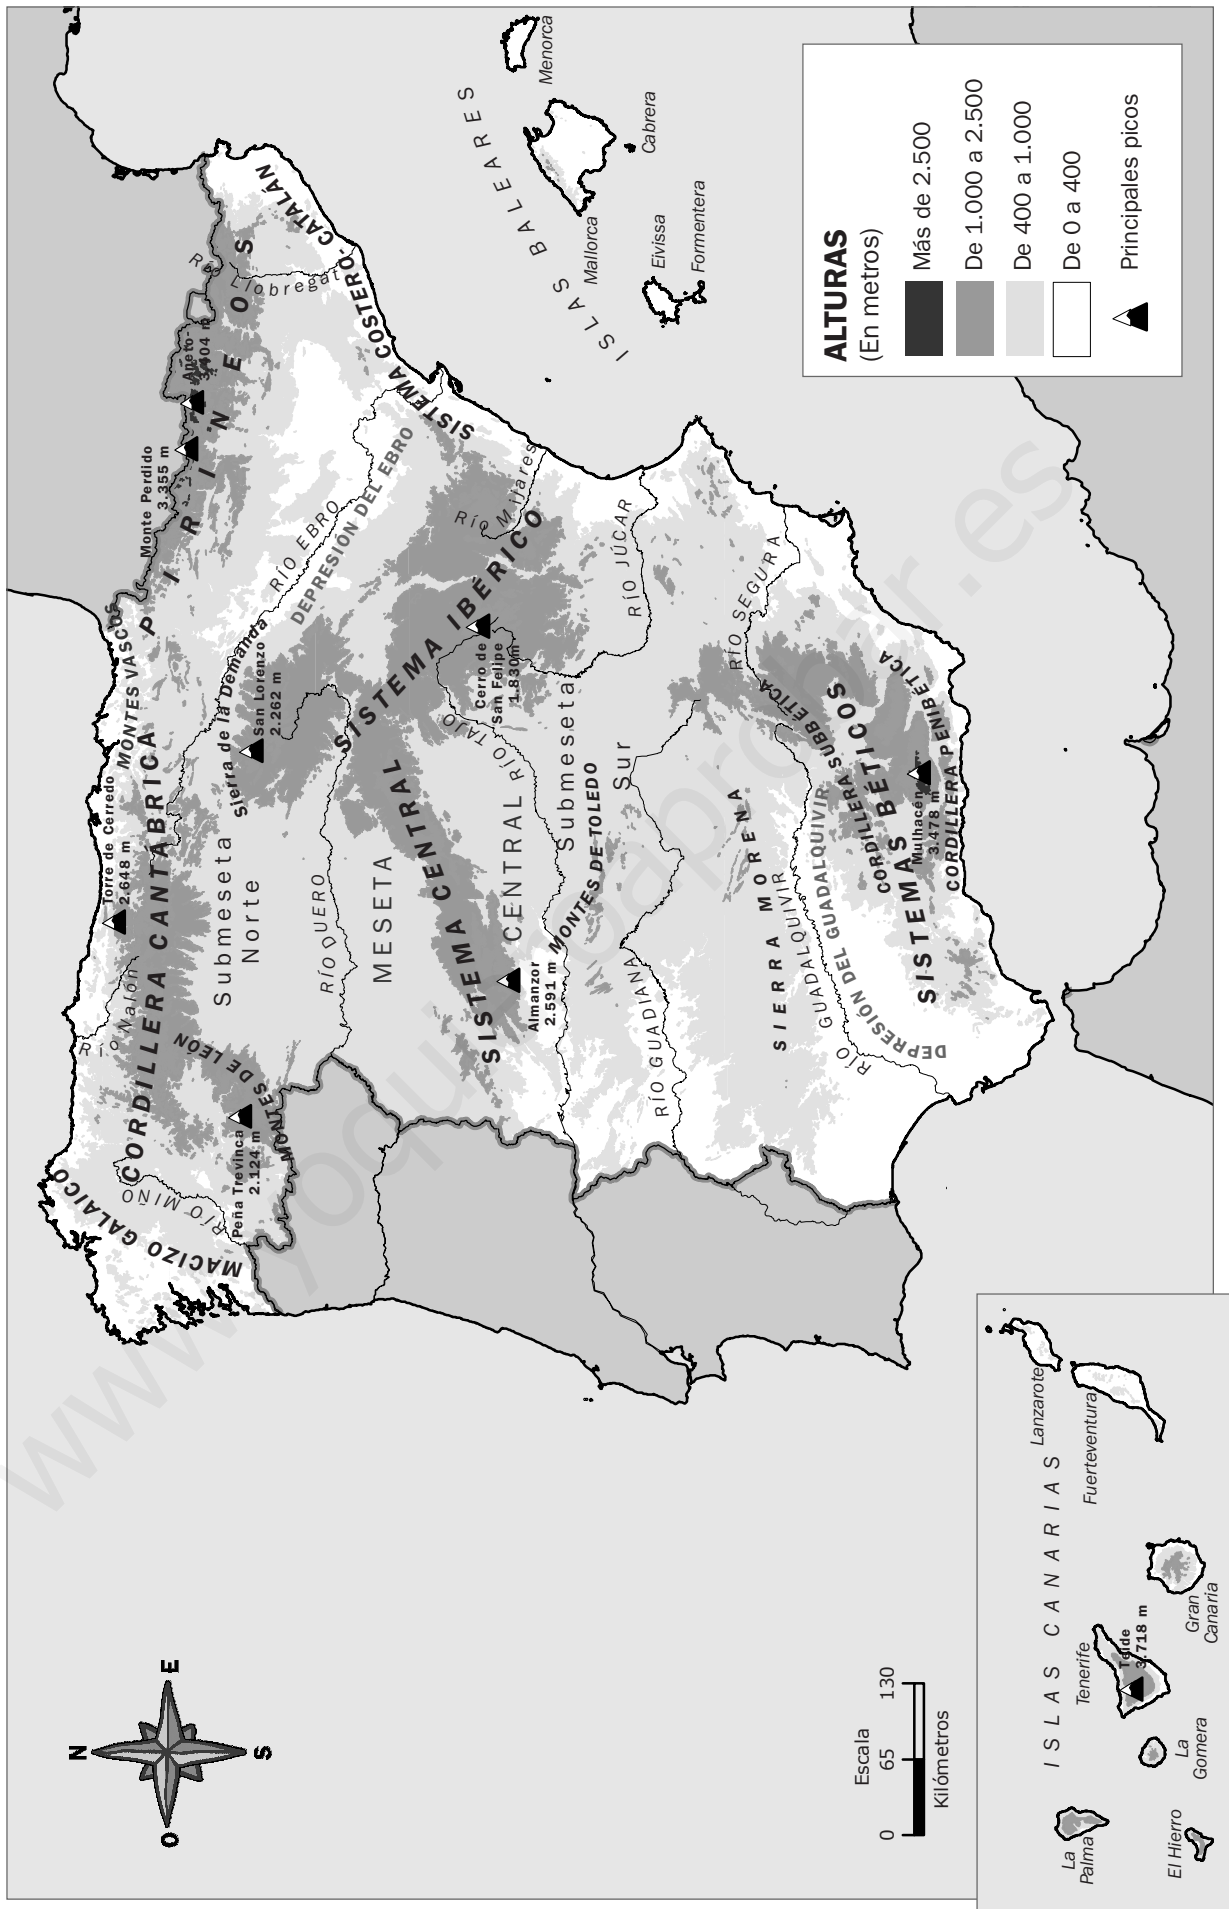 Menorca
ISLAS BALEARES
Cabrera
Mallorca
Eivissa
Formentera
ALTURAS
(En metros)
Más de 2.500
De 1.000 a 2.500
De 400 a 1.000
De 0 a 400
Principales picos
MACIZO GALAICO
RÍO MIÑO
CORDILLERA CANTÁBRICA
Río Nalón
Torre de Cerredo
2.648 m
MONTES VASCOS
PIRINEOS
Monte Perdido
3.355 m
Aneto
3.404 m
Río Llobregat
SISTEMA COSTERO-CATALÁN
RÍO EBRO
DEPRESIÓN DEL EBRO
Peña Trevinca
2.124 m
MONTES DE LEÓN
Submeseta
Norte
Sierra de la Demanda
San Lorenzo
2.262 m
RÍO DUERO
MESETA
CENTRAL
SISTEMA IBÉRICO
Río Mijares
Cerro de
San Felipe
1.830m
SISTEMA CENTRAL
Almanzor
2.591 m
RÍO TAJO
Submeseta
Sur
MONTES DE TOLEDO
RÍO JÚCAR
RÍO GUADIANA
RÍO SEGURA
SIERRA MORENA
RÍO GUADALQUIVIR
DEPRESIÓN DEL GUADALQUIVIR
CORDILLERA SUBBÉTICA
SISTEMAS BÉTICOS
Mulhacén
3.478 m
CORDILLERA PENIBÉTICA
N
O
E
S
Escala
0 65 130
Kilómetros
ISLAS CANARIAS
Lanzarote
Fuerteventura
Gran
Canaria
Tenerife
Teide
3.718 m
La
Gomera
La
Palma
El Hierro
www.yoquieroaprobar.es